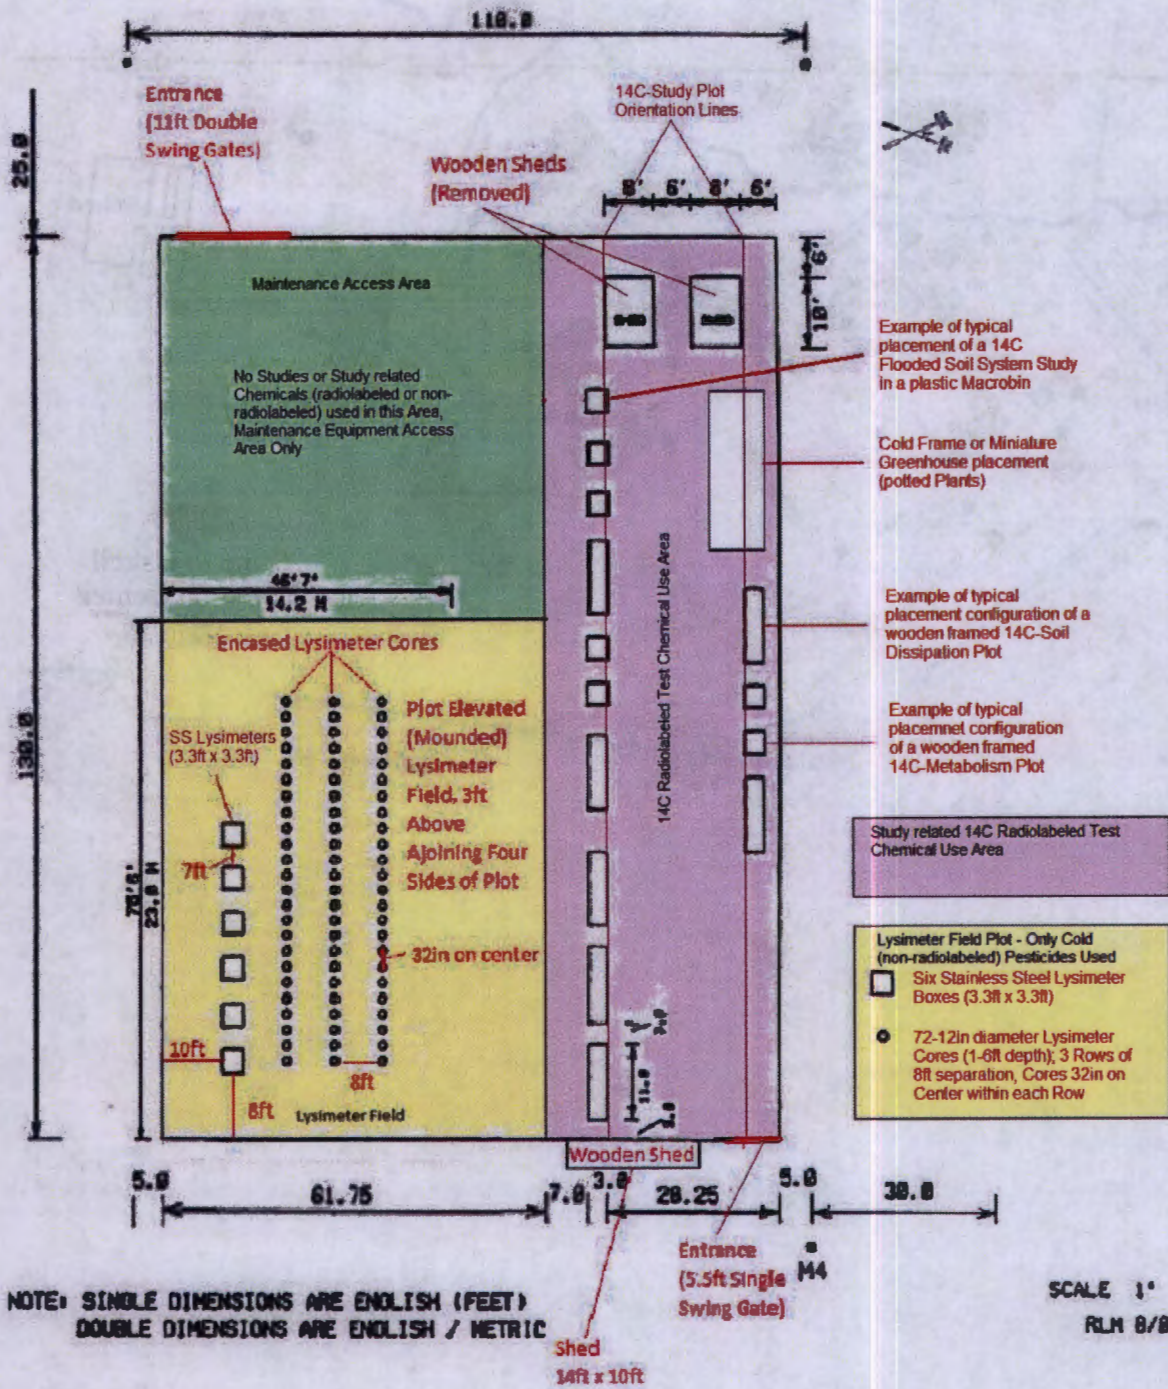 110.0
Entrance
(11ft Double
Swing Gates)
14C-Study Plot
Orientation Lines
Wooden Sheds
(Removed)
25.0
8' 6' 8' 6'
6'
10'
Maintenance Access Area
No Studies or Study related
Chemicals (radiolabeled or non-
radiolabeled) used in this Area,
Maintenance Equipment Access
Area Only
Example of typical
placement of a 14C
Flooded Soil System Study
in a plastic Macrobin
Cold Frame or Miniature
Greenhouse placement
(potted Plants)
46'7"
14.2 M
14C Radiolabeled Test Chemical Use Area
Example of typical
placement configuration of a
wooden framed 14C-Soil
Dissipation Plot
Encased Lysimeter Cores
130.0
SS Lysimeters
(3.3ft x 3.3ft)
Plot Elevated
(Mounded)
Lysimeter
Field, 3ft
Above
Ajoining Four
Sides of Plot
Example of typical
placemnet configuration
of a wooden framed
14C-Metabolism Plot
Study related 14C Radiolabeled Test
Chemical Use Area
7ft
23.8 M
32in on center
Lysimeter Field Plot - Only Cold
(non-radiolabeled) Pesticides Used
Six Stainless Steel Lysimeter
Boxes (3.3ft x 3.3ft)
72-12in diameter Lysimeter
Cores (1-6ft depth); 3 Rows of
8ft separation, Cores 32in on
Center within each Row
10ft
8ft
8ft
Lysimeter Field
11.0
Wooden Shed
5.0
61.75
7.0
3.0
28.25
5.0
30.0
Entrance
(5.5ft Single
Swing Gate)
M4
NOTE: SINGLE DIMENSIONS ARE ENGLISH (FEET)
DOUBLE DIMENSIONS ARE ENGLISH / METRIC
SCALE 1"
RLM 8/8
Shed
14ft x 10ft